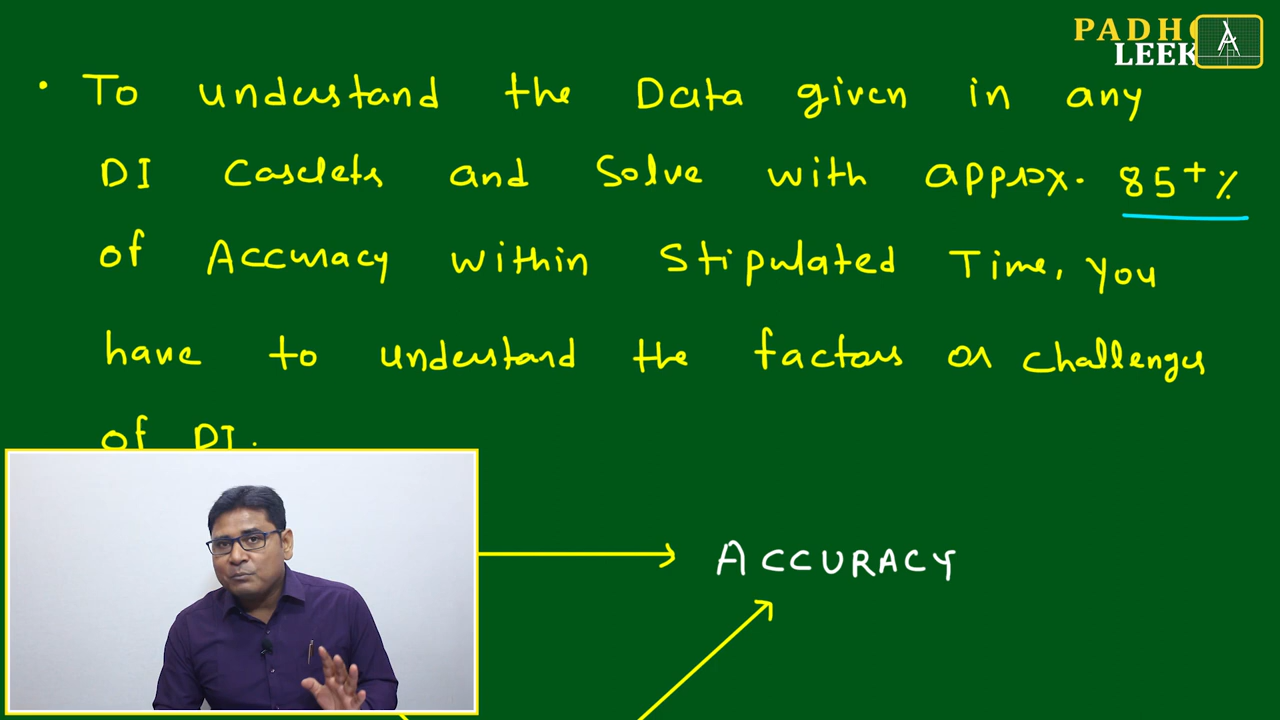 PADHO
LEEK
• To understand the Data given in any
DI Caselets and Solve with approx. 85+%
of Accuracy within Stipulated Time, you
have to understand the factors or challenges
of DI.
ACCURACY